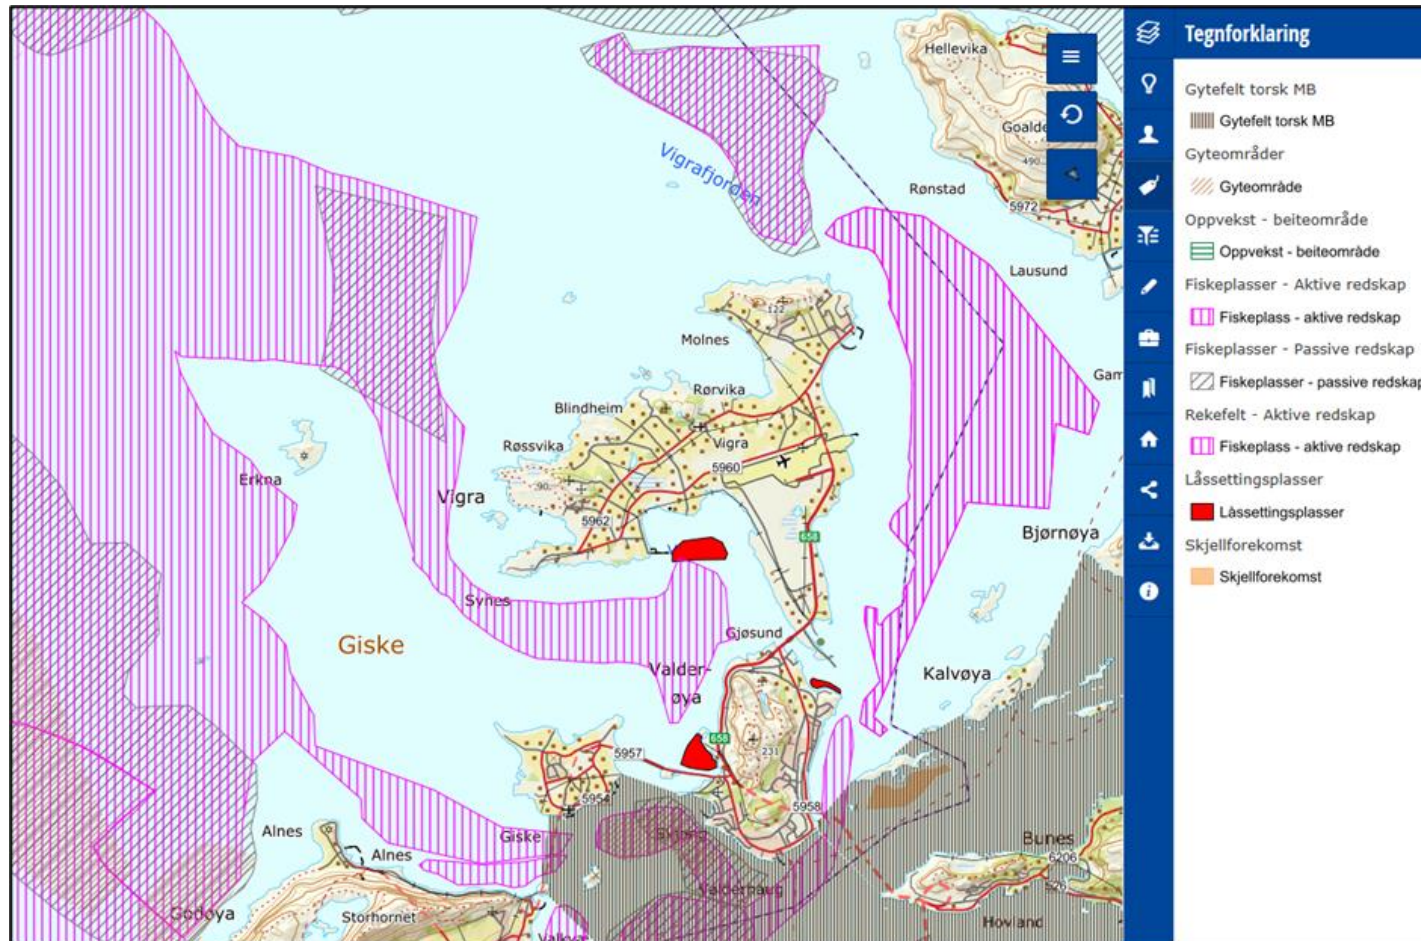 Tegnforklaring
Gytefelt torsk MB
Gytefelt torsk MB
Gyteområder
Gyteområde
Oppvekst - beiteområde
Oppvekst - beiteområde
Fiskeplasser - Aktive redskap
Fiskeplass - aktive redskap
Fiskeplasser - Passive redskap
Fiskeplasser - passive redskap
Rekefelt - Aktive redskap
Fiskeplass - aktive redskap
Låssettingsplasser
Låssettingsplasser
Skjellforekomst
Skjellforekomst
Hellevika
Goalde
490
Vigrafjorden
Rønstad
5972
Lausund
122
Molnes
Gam
Rørvika
Blindheim
Røssvika
Vigra
5960
Erkna
90
Vigra
5962
658
Bjørnøya
Synes
Giske
Gjøsund
Valder-
øya
Kalvøya
658
5957
231
5954
5958
Alnes
Alnes
Giske
Bunes
6206
526
Valderhaug
Godøya
Storhornet
Hovland